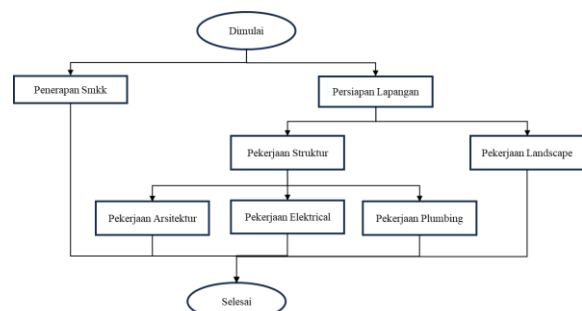 Dimulai
Penerapan Smkk
Persiapan Lapangan
Pekerjaan Struktur
Pekerjaan Landscape
Pekerjaan Arsitektur
Pekerjaan Elektrical
Pekerjaan Plumbing
Selesai